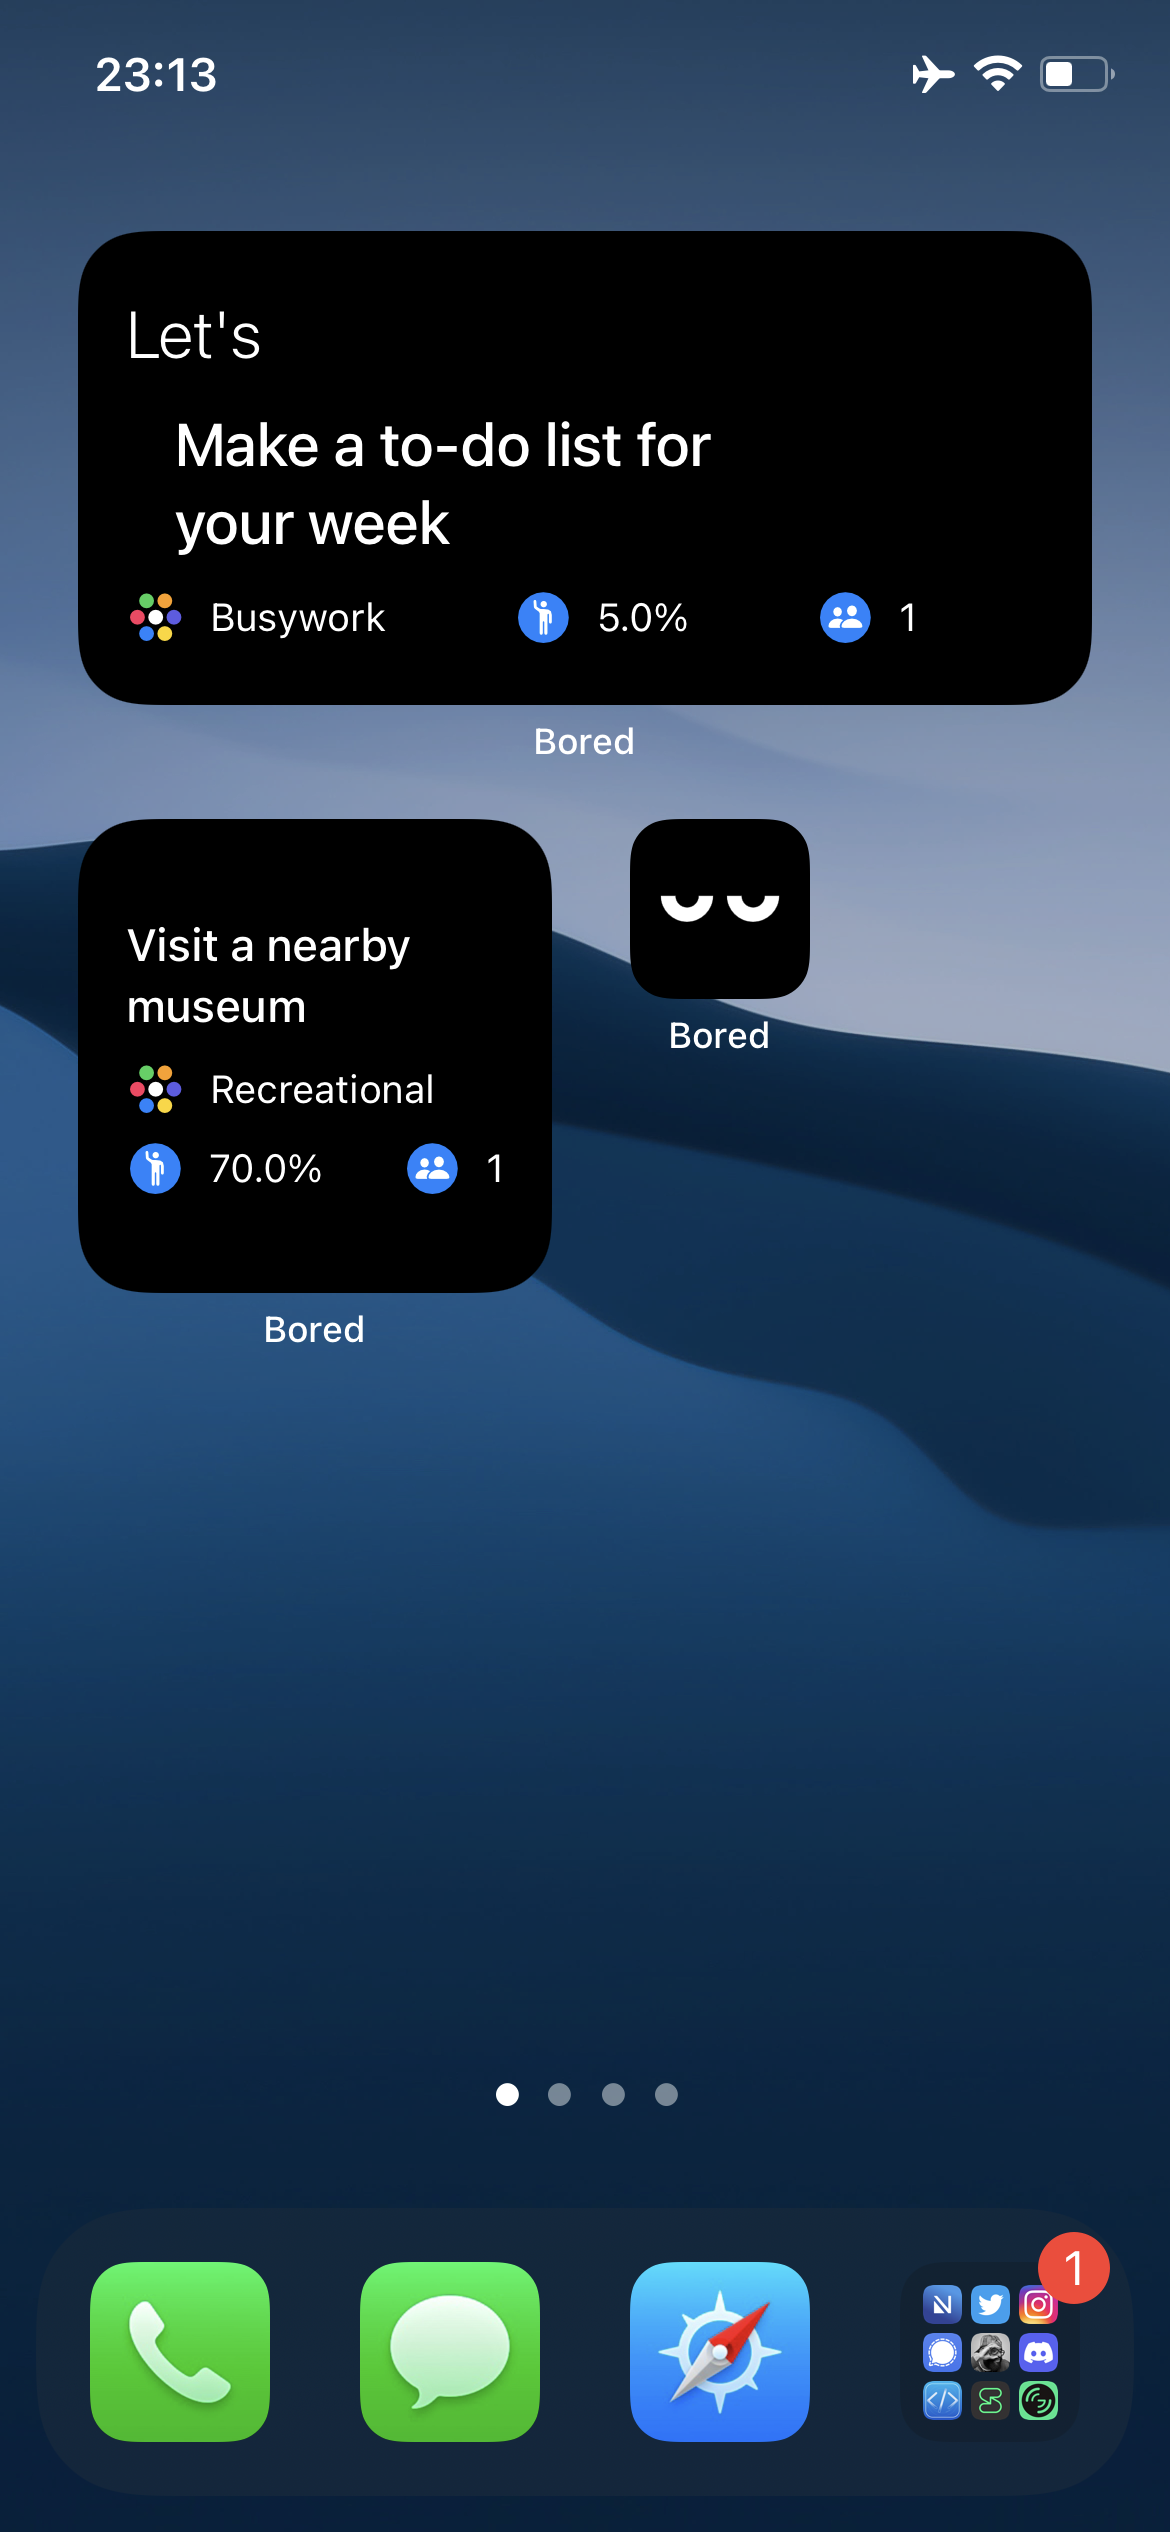 23:13
Let's
Make a to-do list for
your week
Busywork 5.0% 1
Bored
Visit a nearby
museum
Recreational
70.0% 1
Bored
Bored
1